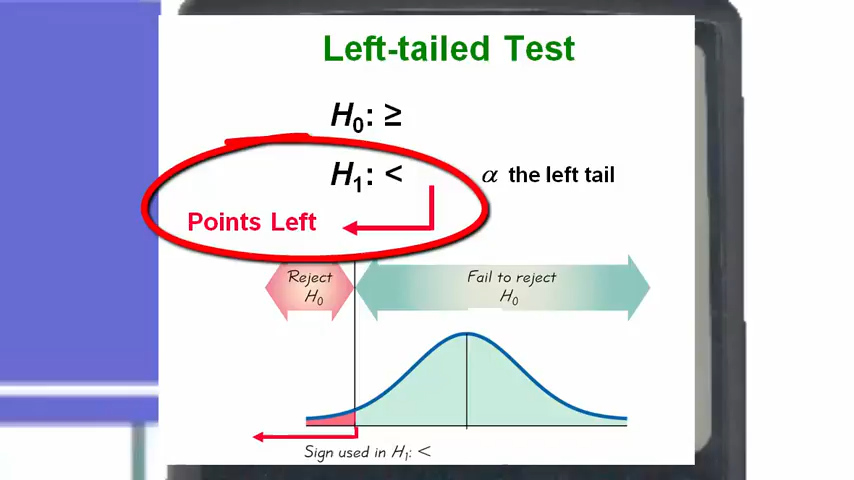 Left-tailed Test
H₀: ≥
H₁: < α the left tail
Points Left
Reject
H₀
Fail to reject
H₀
Sign used in H₁: <